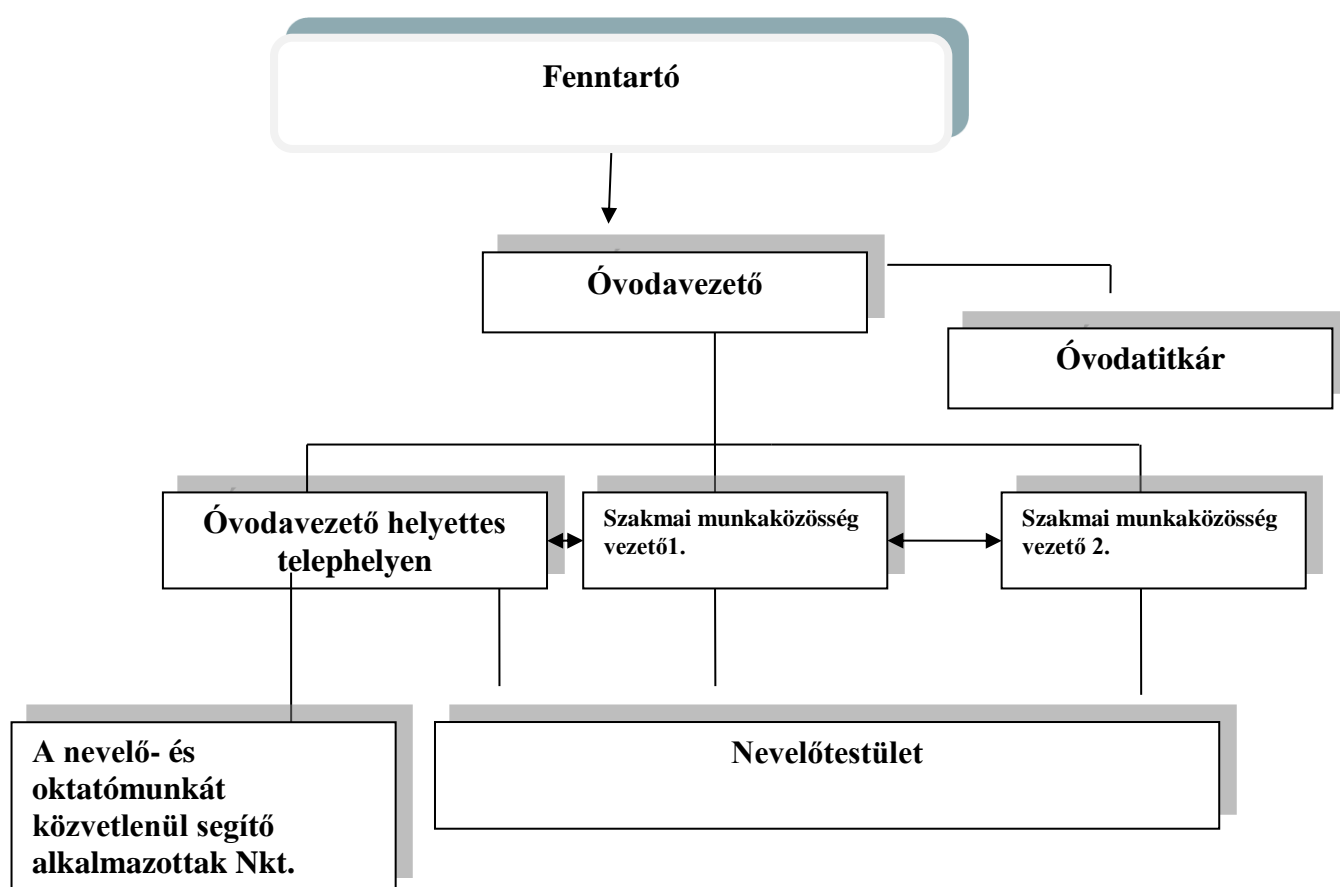 Fenntartó
Óvodavezető
Óvodatitkár
Óvodavezető helyettes
telephelyen
Szakmai munkaközösség
vezető1.
Szakmai munkaközösség
vezető 2.
A nevelő- és
oktatómunkát
közvetlenül segítő
alkalmazottak Nkt.
Nevelőtestület